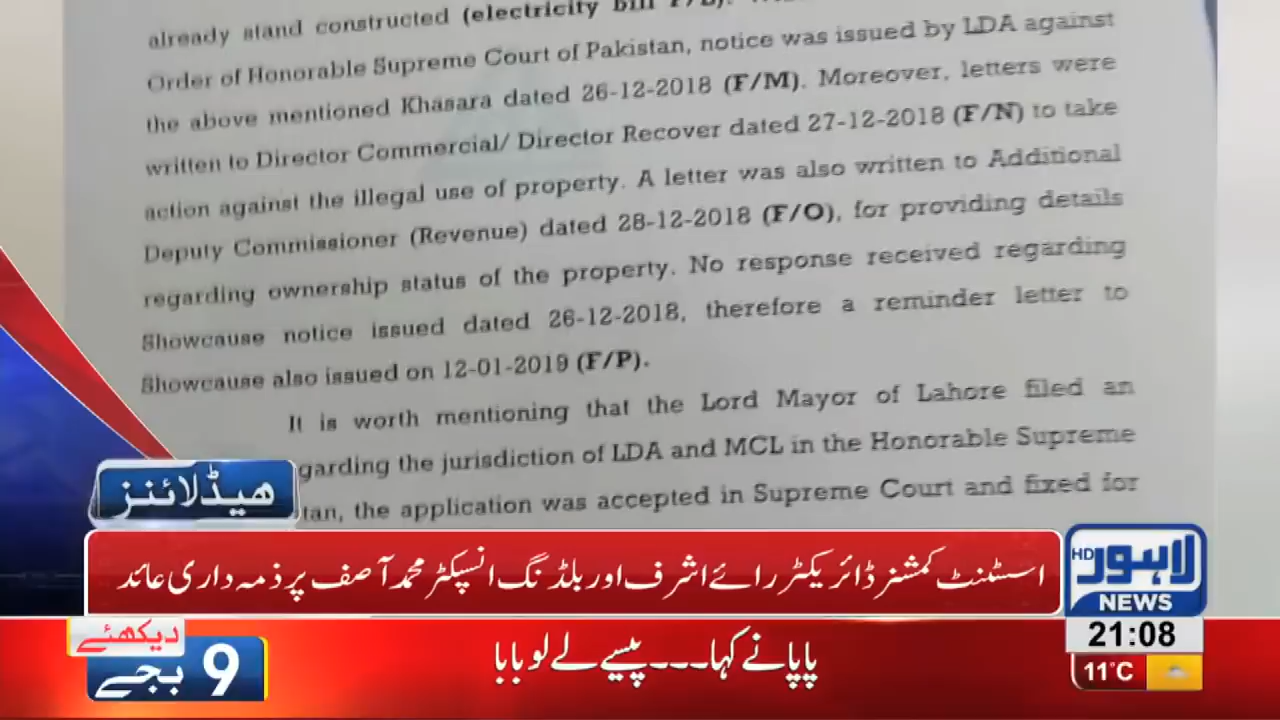 already stand constructed (electricity Bill F/L).
Order of Honorable Supreme Court of Pakistan, notice was issued by LDA against
the above mentioned Khasara dated 26-12-2018 (F/M). Moreover, letters were
written to Director Commercial/ Director Recover dated 27-12-2018 (F/N) to take
action against the illegal use of property. A letter was also written to Additional
Deputy Commissioner (Revenue) dated 28-12-2018 (F/O), for providing details
regarding ownership status of the property. No response received regarding
Showcause notice issued dated 26-12-2018, therefore a reminder letter to
Showcause also issued on 12-01-2019 (F/P).
It is worth mentioning that the Lord Mayor of Lahore filed an
garding the jurisdiction of LDA and MCL in the Honorable Supreme
tan, the application was accepted in Supreme Court and fixed for
ھیڈلائنز
اسسٹنٹ کمشنر ڈائریکٹر رائے اشرف اور بلڈنگ انسپکٹر محمد آصف پر ذمہ داری عائد
لاہور HD
NEWS
21:08
11°C
دیکھئے
9 بجے
پاپا نے کہا۔۔۔ پیسے لے لو بابا